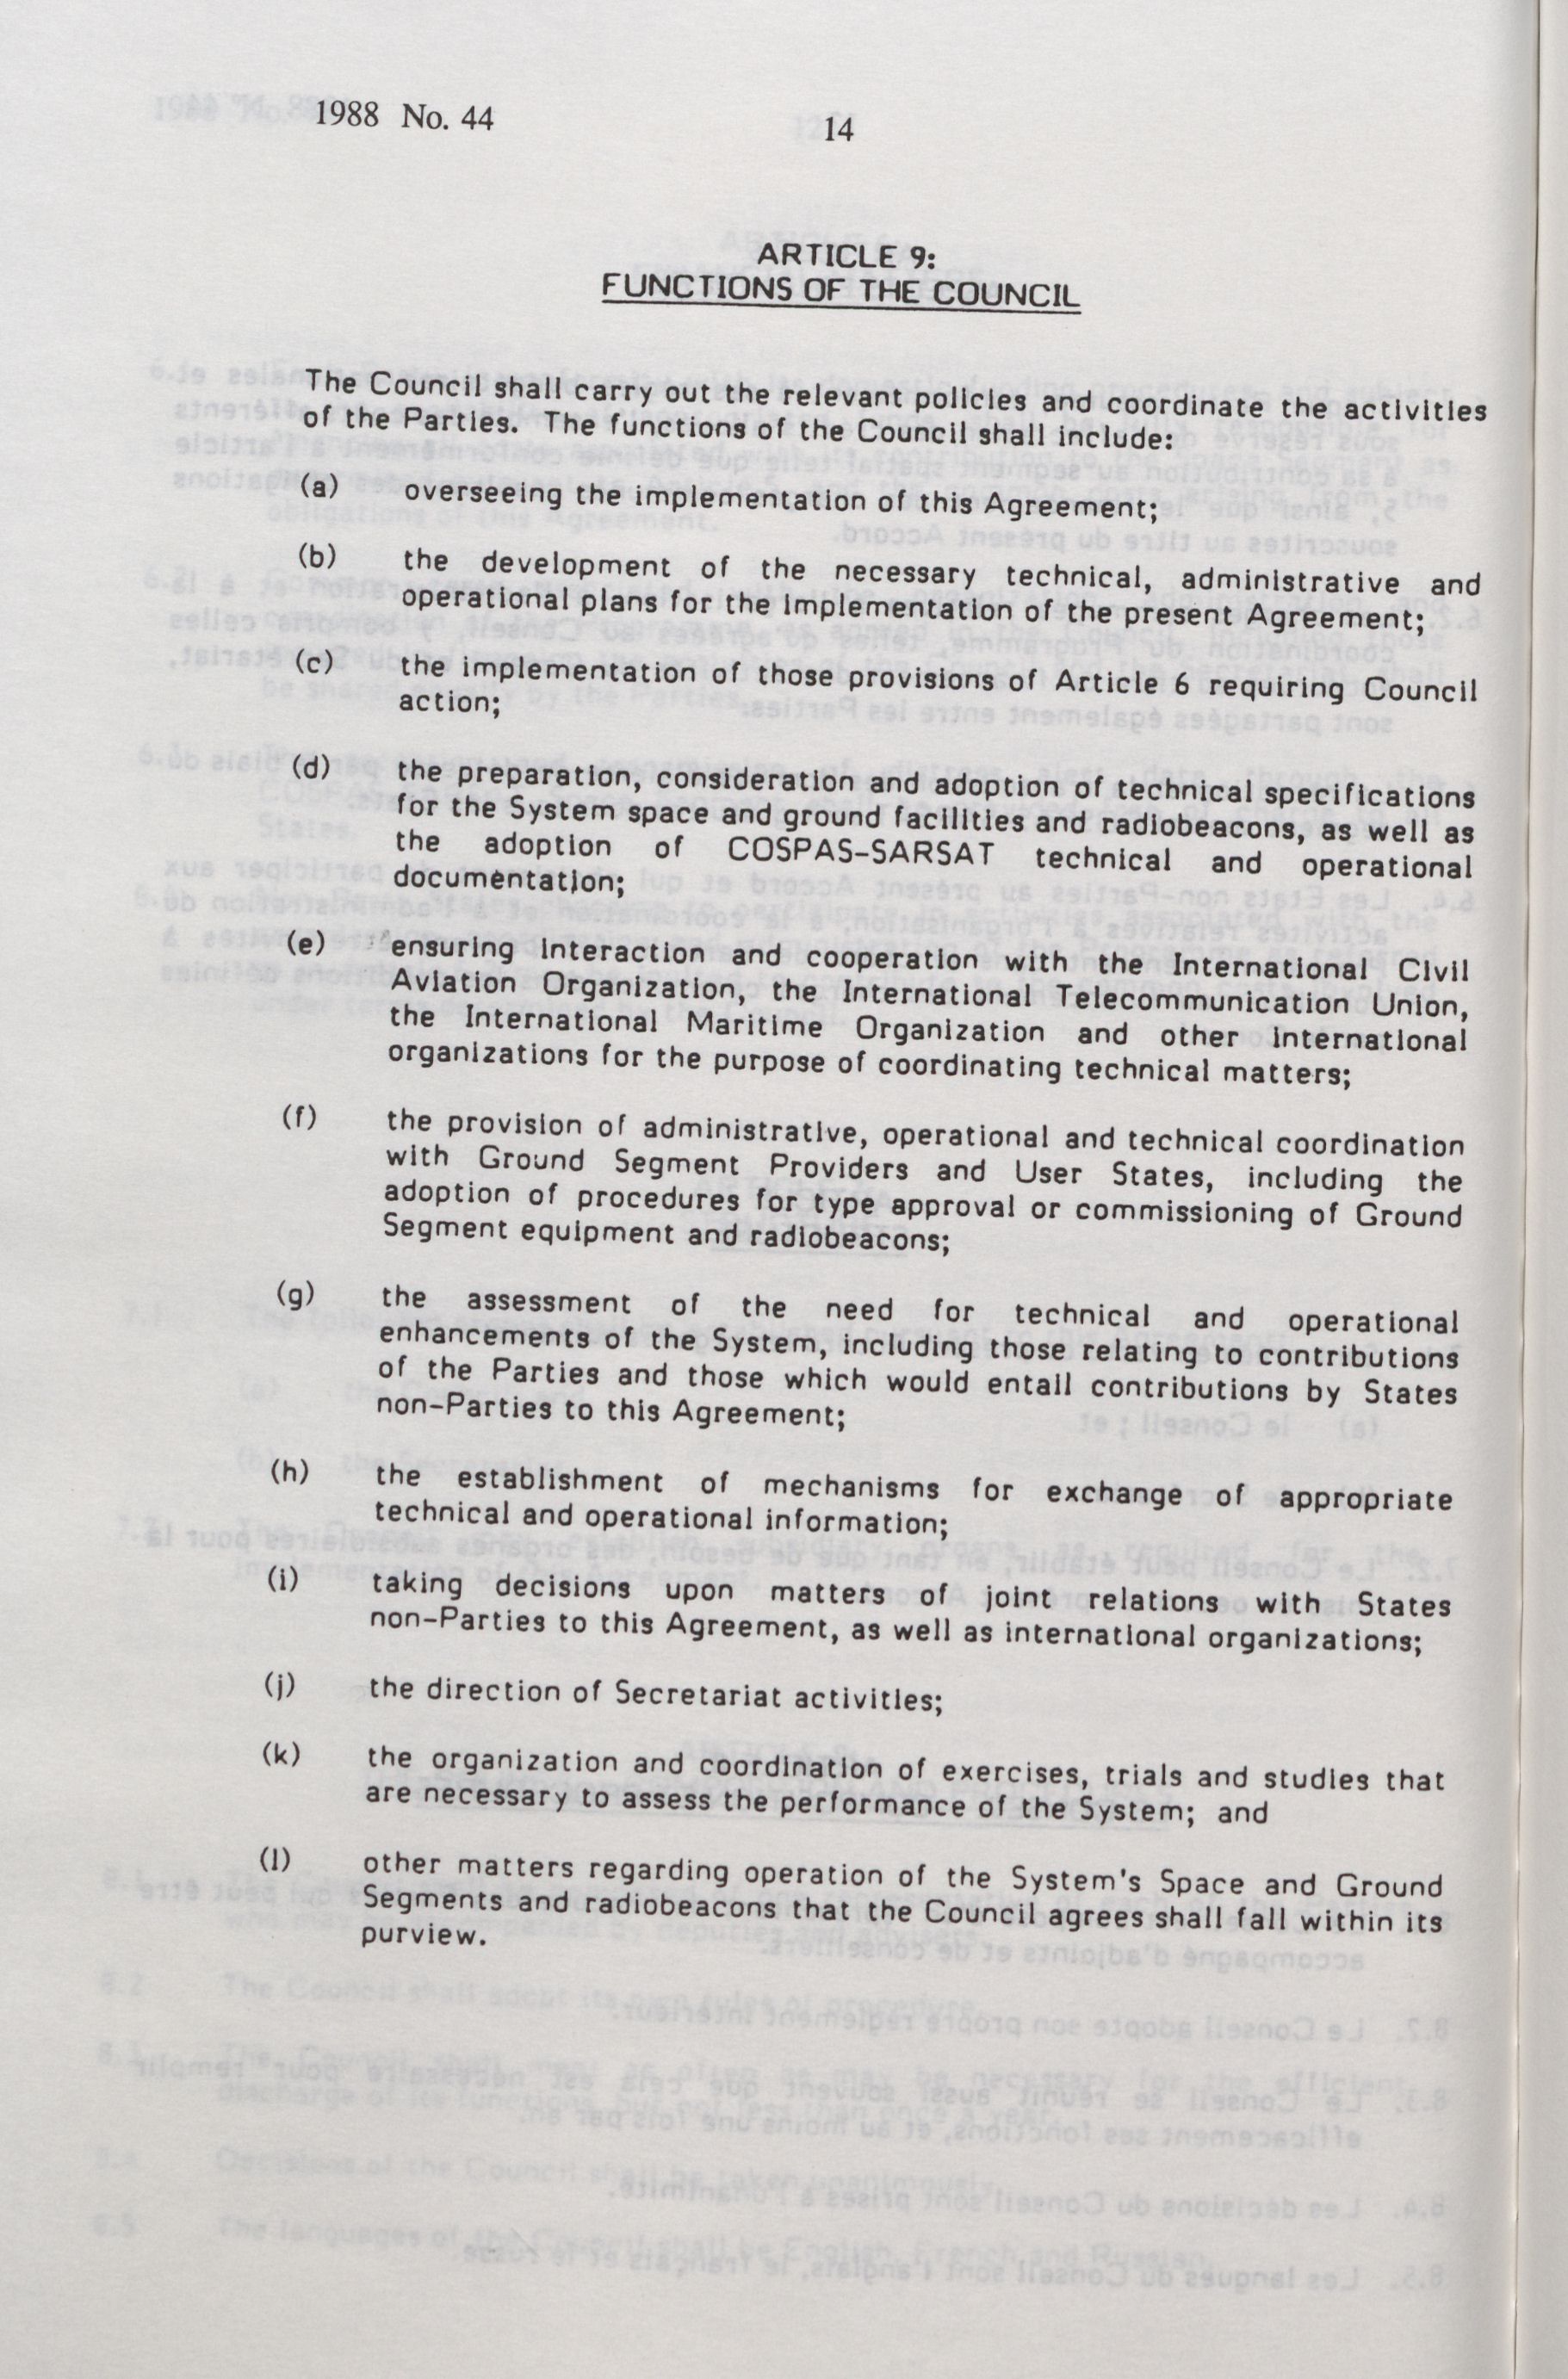 1988 No. 44
14
ARTICLE 9:
FUNCTIONS OF THE COUNCIL
The Council shall carry out the relevant policies and coordinate the activities
of the Parties. The functions of the Council shall include:
(a) overseeing the implementation of this Agreement;
(b) the development of the necessary technical, administrative and
operational plans for the implementation of the present Agreement;
(c) the implementation of those provisions of Article 6 requiring Council
action;
(d) the preparation, consideration and adoption of technical specifications
for the System space and ground facilities and radiobeacons, as well as
the adoption of COSPAS-SARSAT technical and operational
documentation;
(e) ensuring interaction and cooperation with the International Civil
Aviation Organization, the International Telecommunication Union,
the International Maritime Organization and other international
organizations for the purpose of coordinating technical matters;
(f) the provision of administrative, operational and technical coordination
with Ground Segment Providers and User States, including the
adoption of procedures for type approval or commissioning of Ground
Segment equipment and radiobeacons;
(g) the assessment of the need for technical and operational
enhancements of the System, including those relating to contributions
of the Parties and those which would entail contributions by States
non-Parties to this Agreement;
(h) the establishment of mechanisms for exchange of appropriate
technical and operational information;
(i) taking decisions upon matters of joint relations with States
non-Parties to this Agreement, as well as international organizations;
(j) the direction of Secretariat activities;
(k) the organization and coordination of exercises, trials and studies that
are necessary to assess the performance of the System; and
(l) other matters regarding operation of the System's Space and Ground
Segments and radiobeacons that the Council agrees shall fall within its
purview.